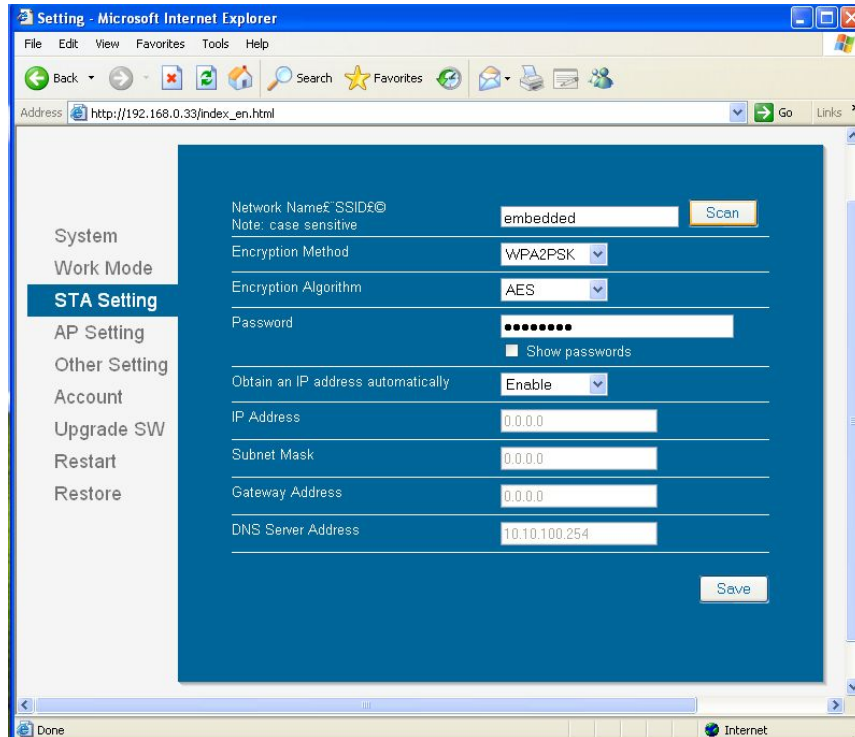 Setting - Microsoft Internet Explorer
File Edit View Favorites Tools Help
Back Search Favorites
Address http://192.168.0.33/index_en.html Go Links
System
Work Mode
STA Setting
AP Setting
Other Setting
Account
Upgrade SW
Restart
Restore
Network Name£¨SSID£©
Note: case sensitive
embedded Scan
Encryption Method WPA2PSK
Encryption Algorithm AES
Password ●●●●●●●●
Show passwords
Obtain an IP address automatically Enable
IP Address 0.0.0.0
Subnet Mask 0.0.0.0
Gateway Address 0.0.0.0
DNS Server Address 10.10.100.254
Save
Done Internet